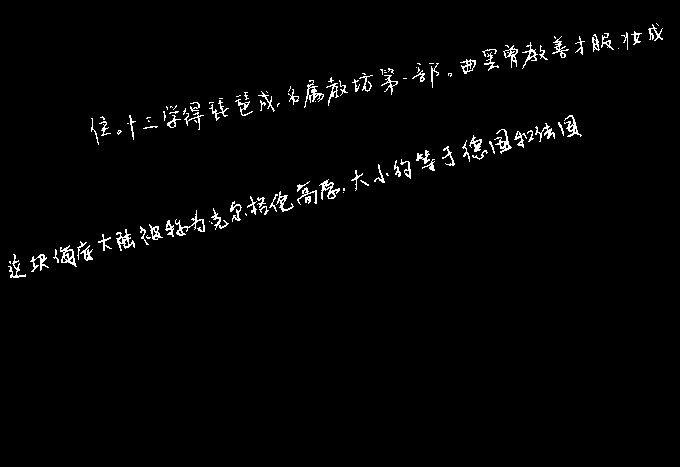 住。十三学得琵琶成,名属教坊第一部。曲罢曾教善才服,妆成
这块海底大陆被称为克尔格伦高原,大小约等于德国和法国